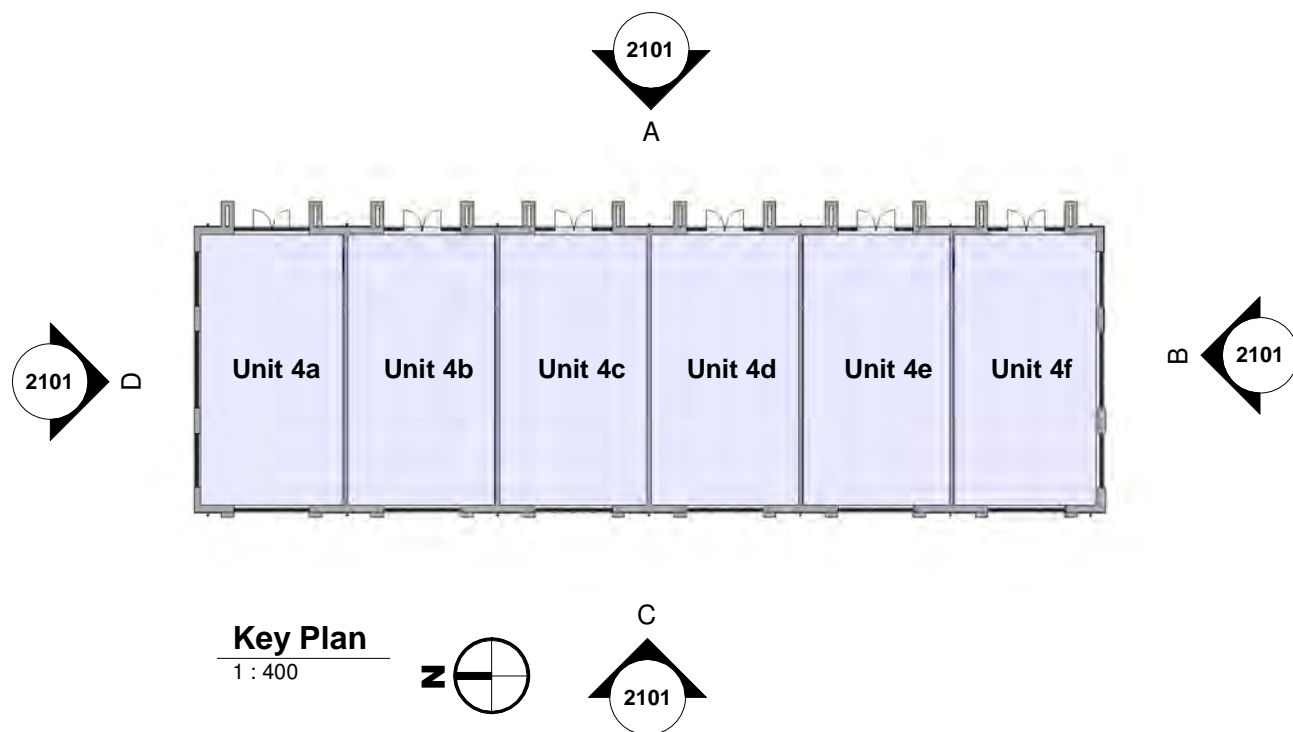 2101
A
Unit 4a
Unit 4b
Unit 4c
Unit 4d
Unit 4e
Unit 4f
2101
D
B
2101
Key Plan
1 : 400
N
C
2101